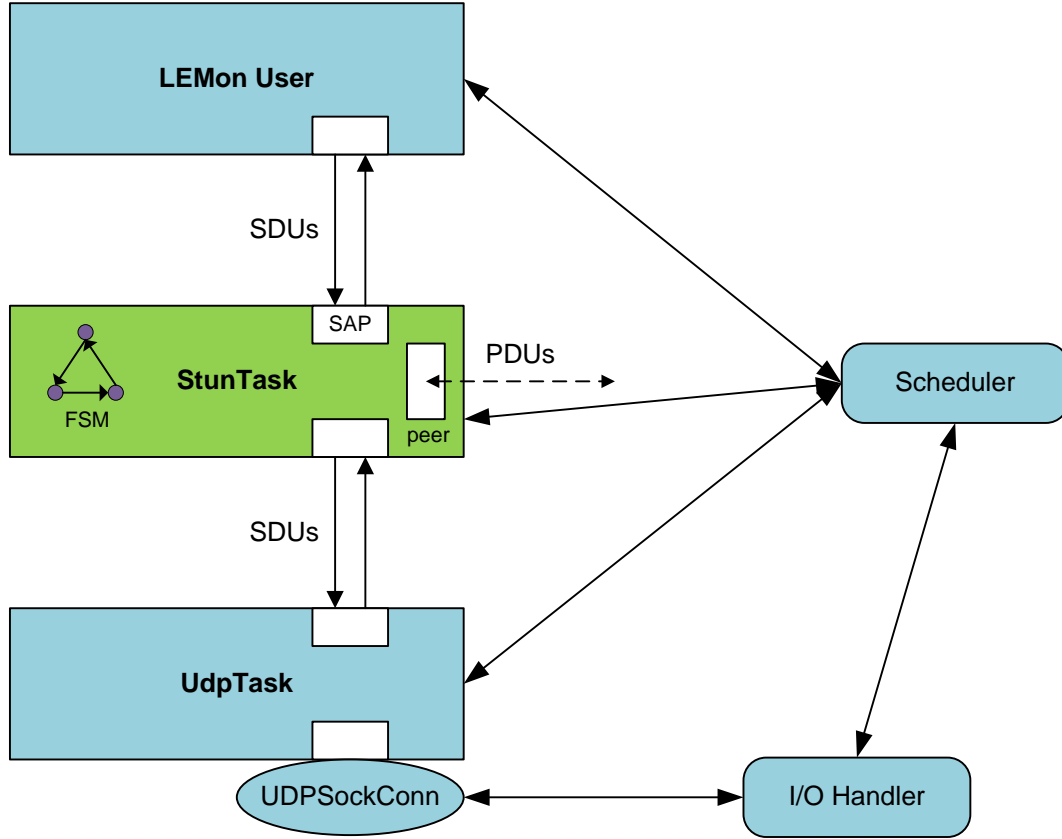 LEMon User
SDUs
SAP
PDUs
StunTask
FSM
peer
Scheduler
SDUs
UdpTask
UDPSockConn
I/O Handler